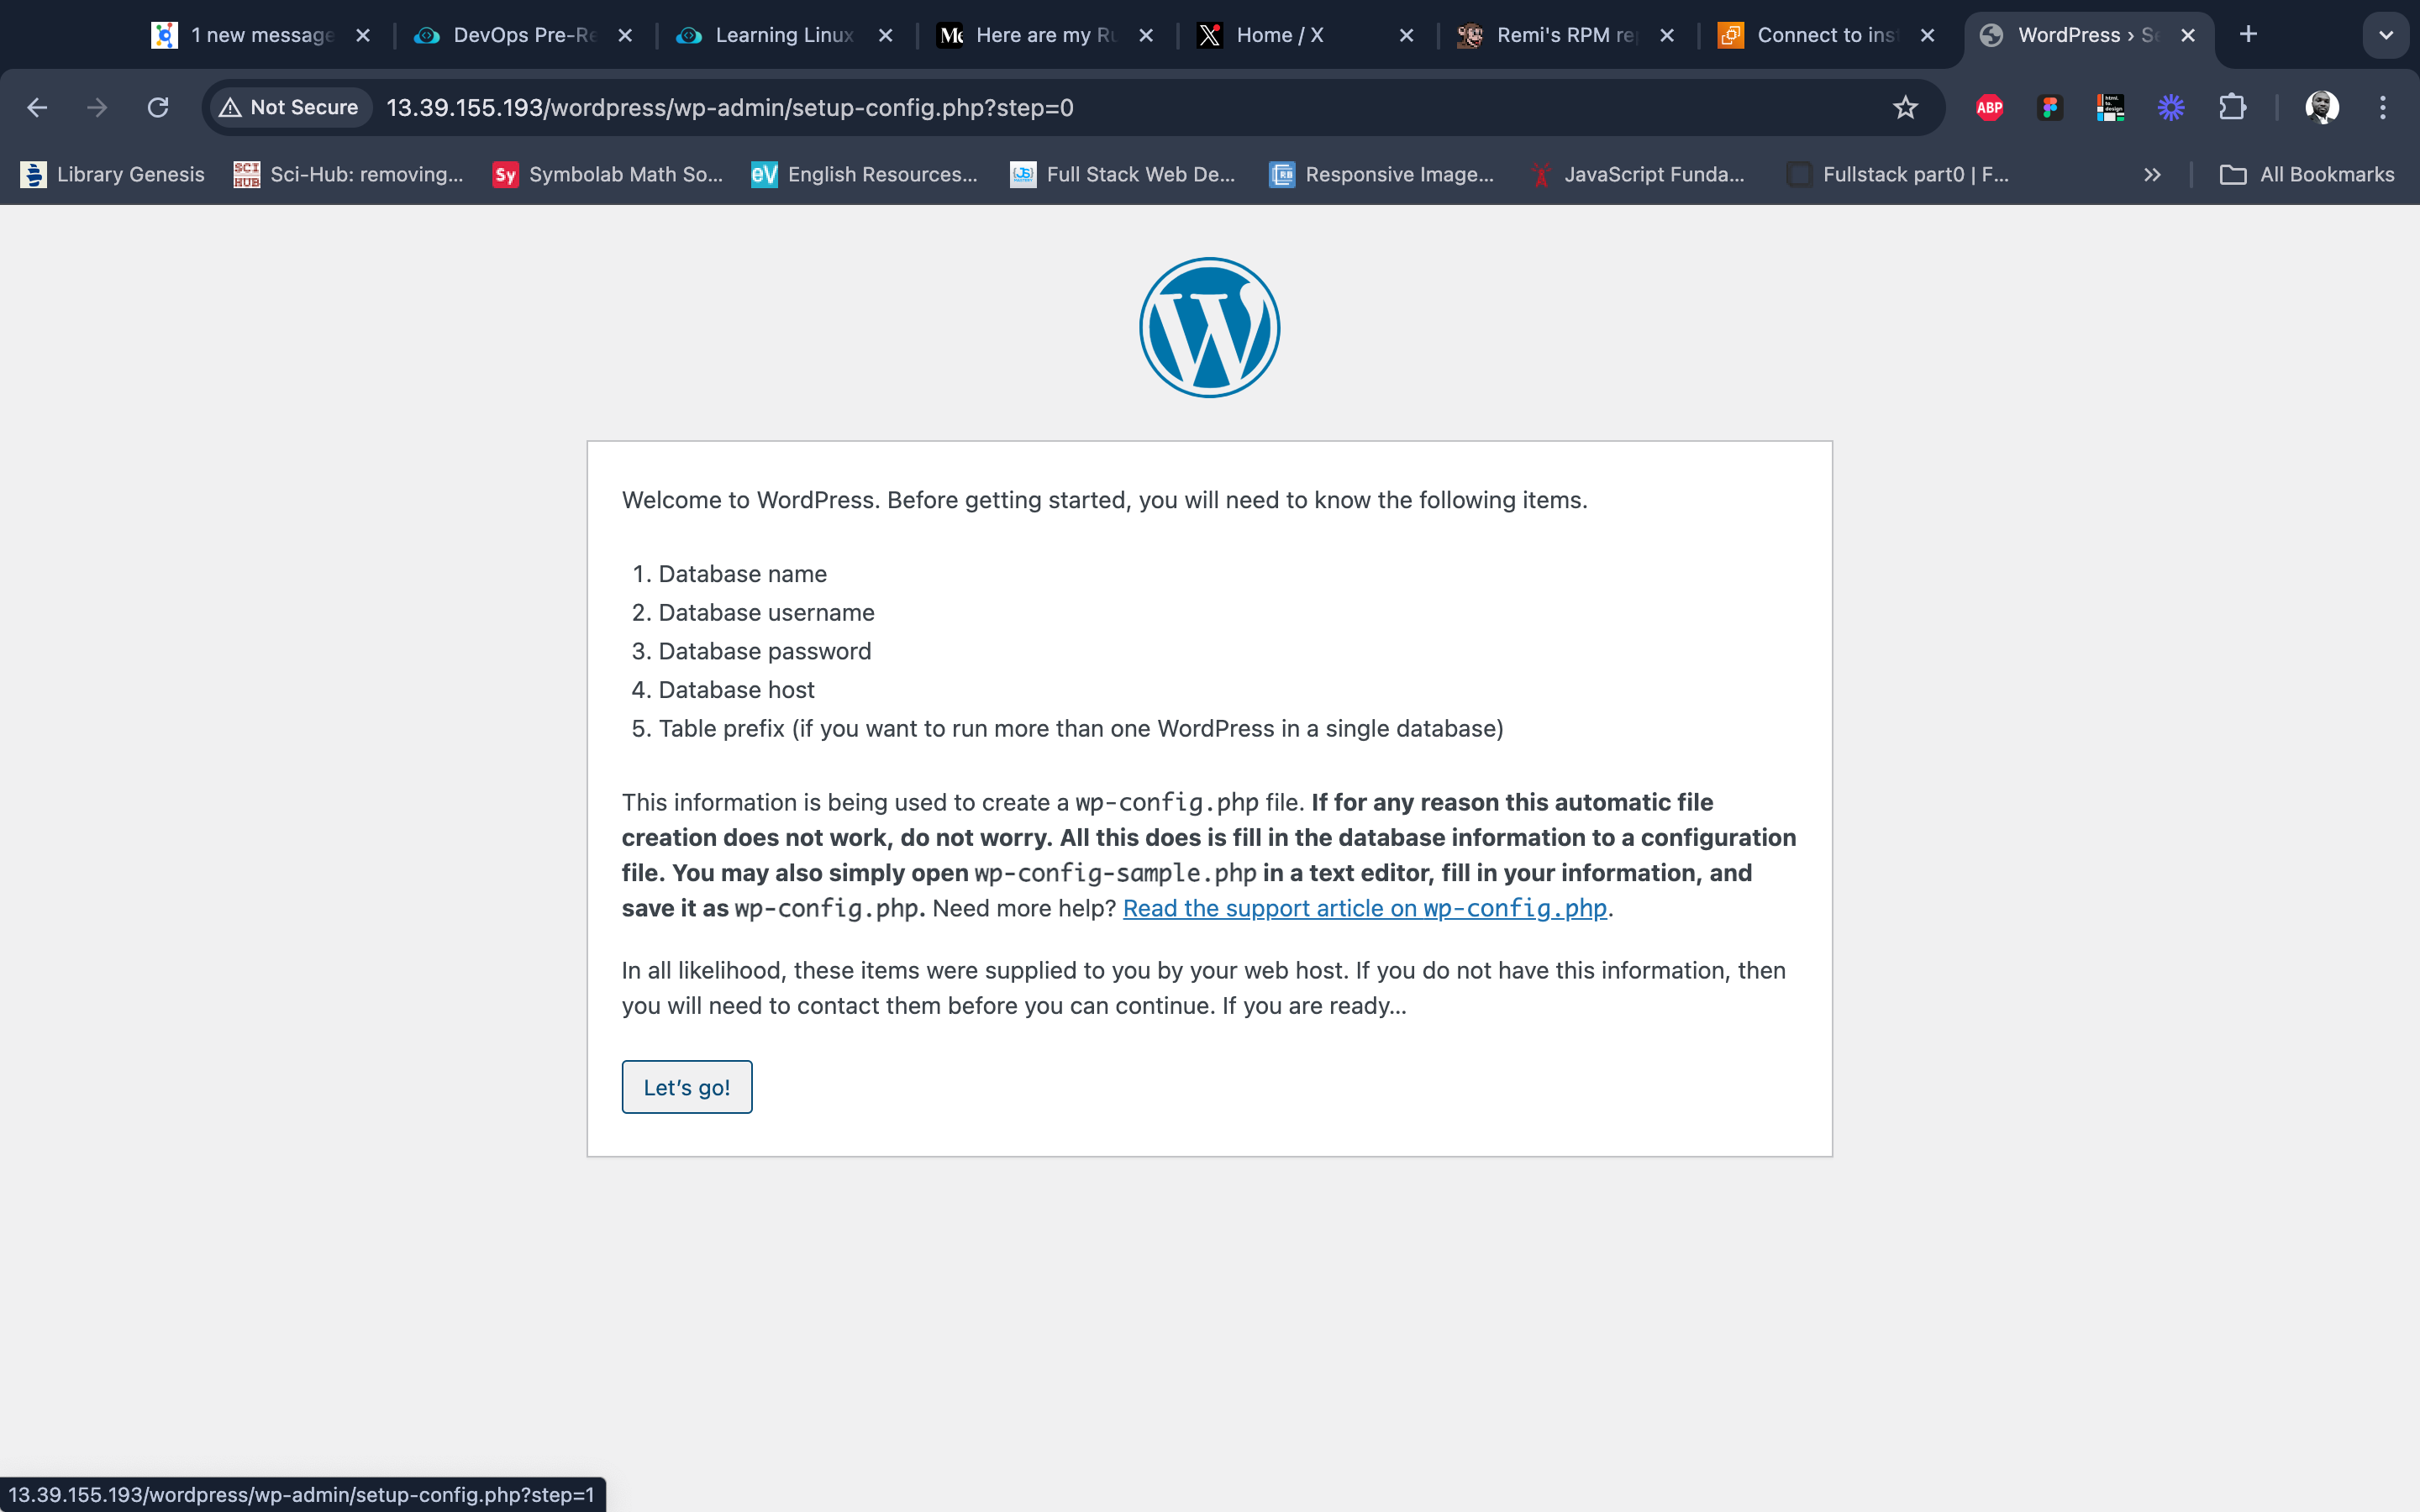 1 new message
DevOps Pre-Re
Learning Linux
Me
Here are my Ru
Home / X
Remi's RPM re
Connect to ins
WordPress › Se
Not Secure
13.39.155.193/wordpress/wp-admin/setup-config.php?step=0
ABP
Library Genesis
SCI HUB
Sci-Hub: removing...
Sy
Symbolab Math So...
eV
English Resources...
Full Stack Web De...
Responsive Image...
JavaScript Funda...
Fullstack part0 | F...
All Bookmarks
W
Welcome to WordPress. Before getting started, you will need to know the following items.
1. Database name
2. Database username
3. Database password
4. Database host
5. Table prefix (if you want to run more than one WordPress in a single database)
This information is being used to create a wp-config.php file. If for any reason this automatic file
creation does not work, do not worry. All this does is fill in the database information to a configuration
file. You may also simply open wp-config-sample.php in a text editor, fill in your information, and
save it as wp-config.php. Need more help? Read the support article on wp-config.php.
In all likelihood, these items were supplied to you by your web host. If you do not have this information, then
you will need to contact them before you can continue. If you are ready...
Let's go!
13.39.155.193/wordpress/wp-admin/setup-config.php?step=1